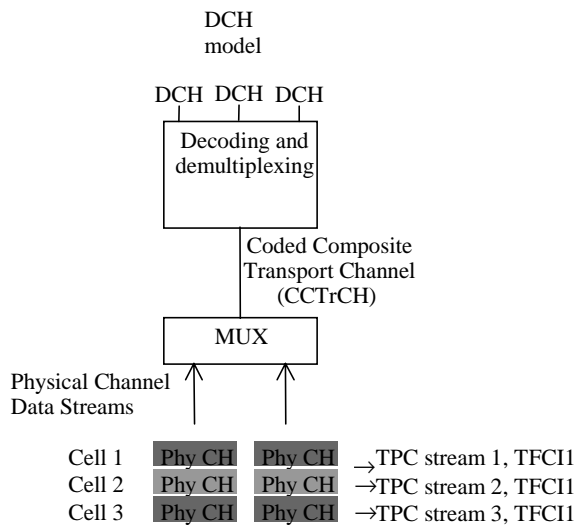 DCH
model
DCH DCH DCH
Decoding and
demultiplexing
Coded Composite
Transport Channel
(CCTrCH)
MUX
Physical Channel
Data Streams
Cell 1 Phy CH Phy CH →TPC stream 1, TFCI1
Cell 2 Phy CH Phy CH →TPC stream 2, TFCI1
Cell 3 Phy CH Phy CH →TPC stream 3, TFCI1